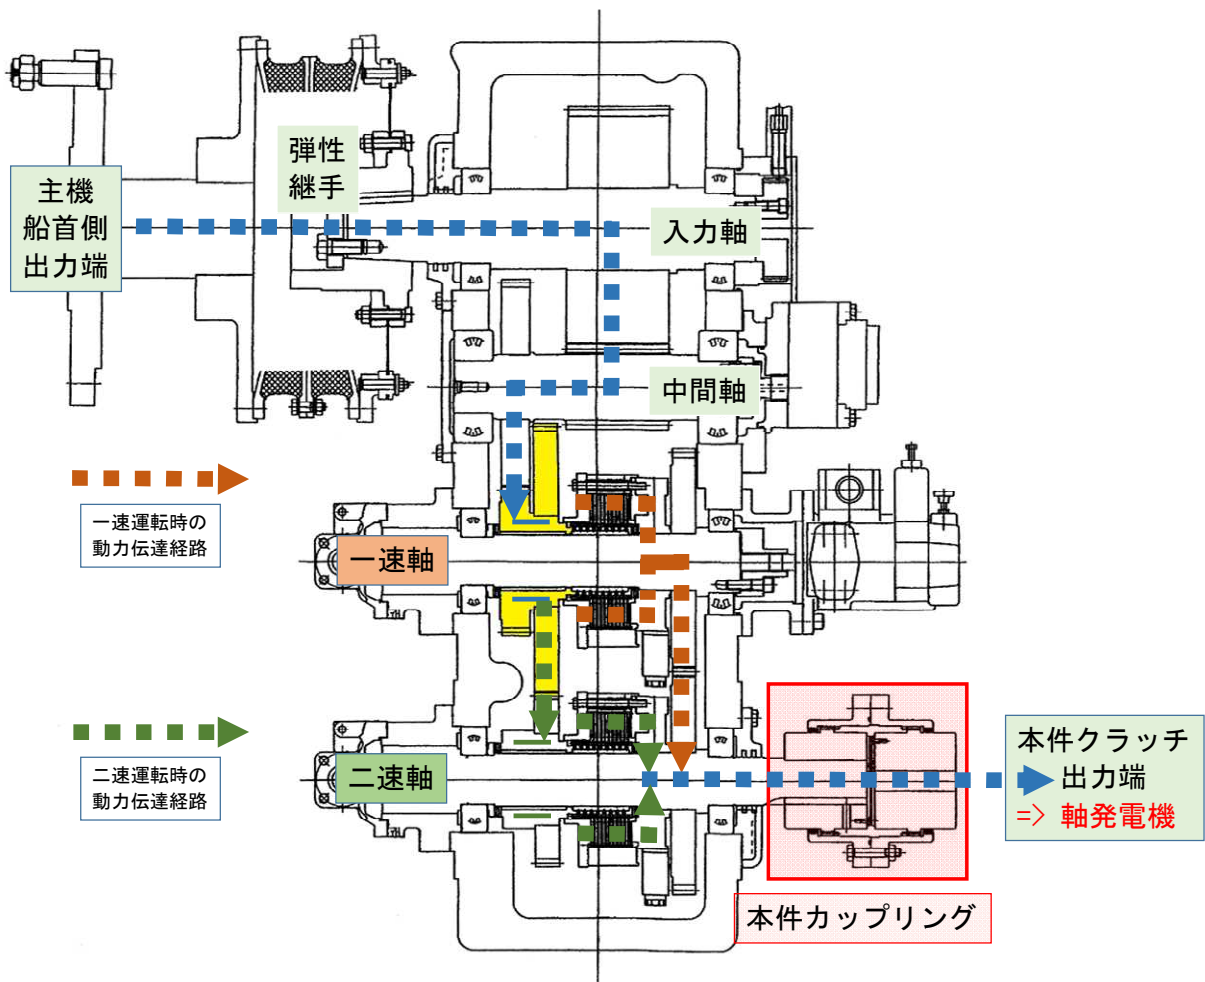 主機
船首側
出力端
弾性
継手
入力軸
中間軸
一速運転時の
動力伝達経路
一速軸
二速運転時の
動力伝達経路
二速軸
本件クラッチ
出力端
=> 軸発電機
本件カップリング